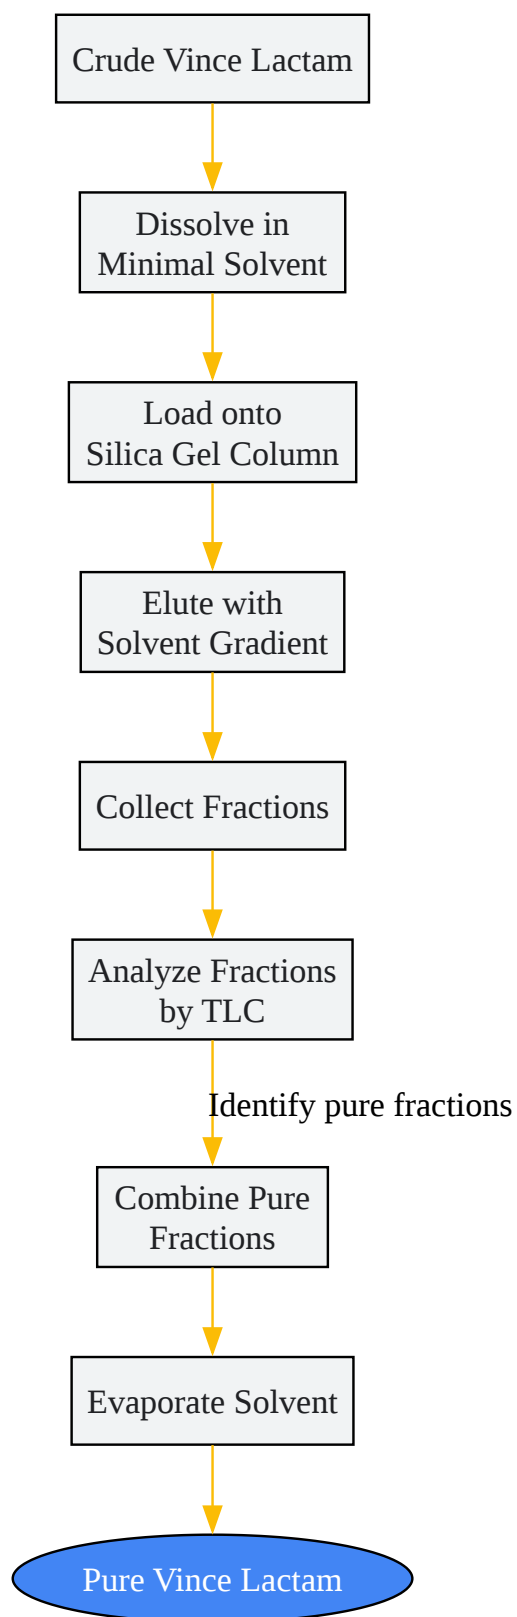 Crude Vince Lactam
Dissolve in
Minimal Solvent
Load onto
Silica Gel Column
Elute with
Solvent Gradient
Collect Fractions
Analyze Fractions
by TLC
Identify pure fractions
Combine Pure
Fractions
Evaporate Solvent
Pure Vince Lactam